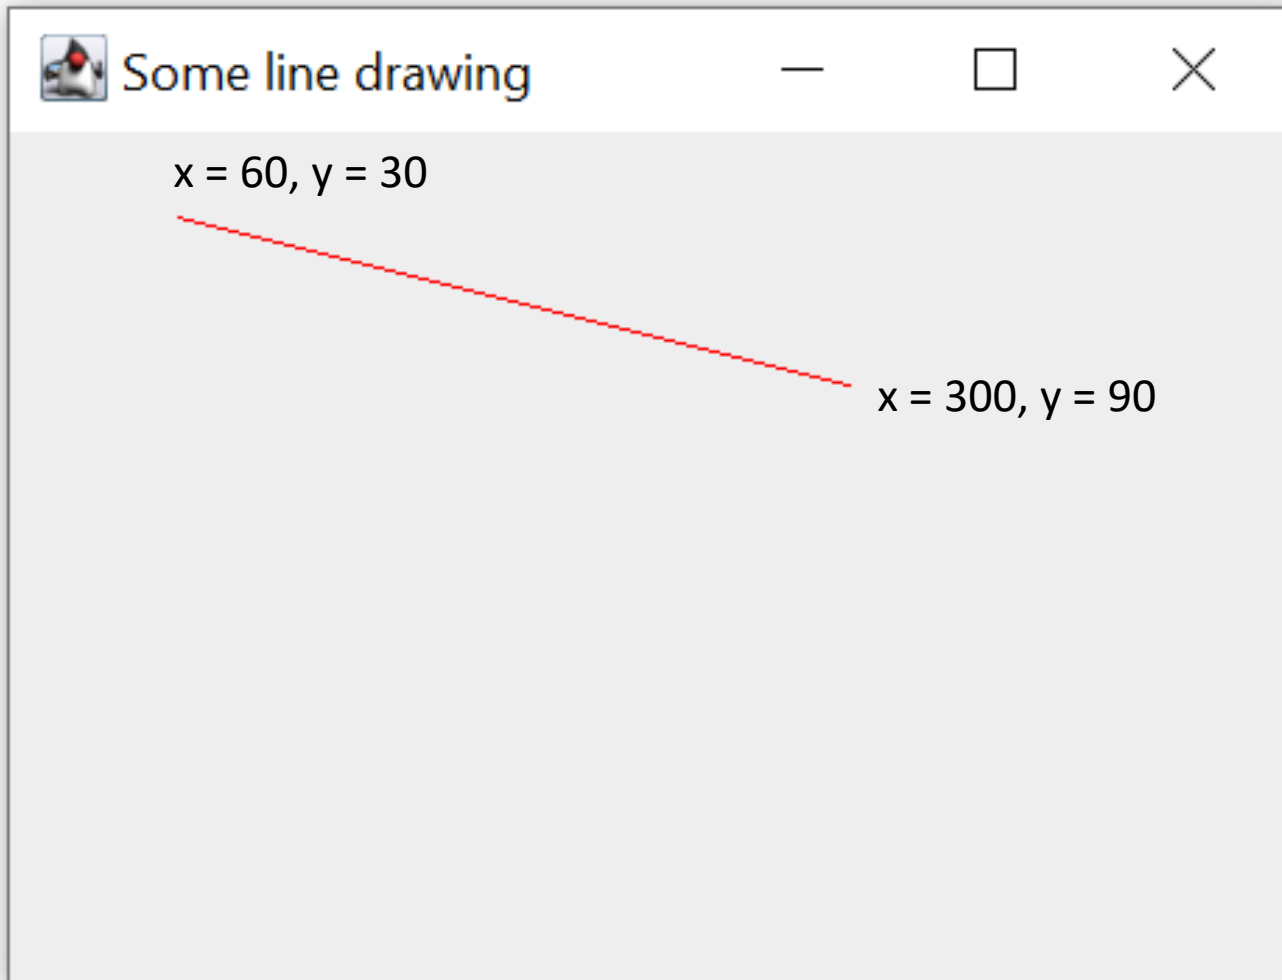 Some line drawing
x = 60, y = 30
x = 300, y = 90